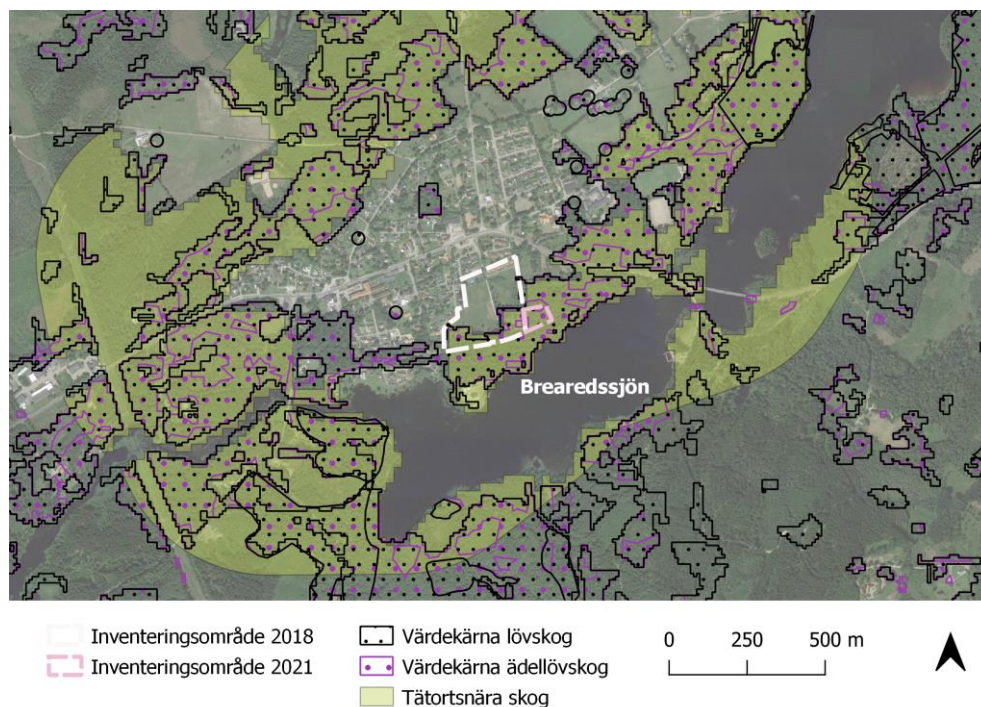 Brearedssjön
Inventeringsområde 2018
Inventeringsområde 2021
Värdekärna lövskog
Värdekärna ädellövskog
Tätortsnära skog
0 250 500 m